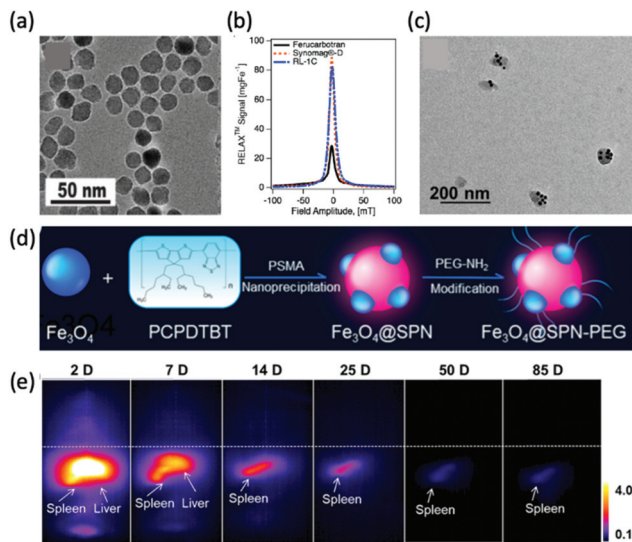 (a)
50 nm
(b)
RELAX™ Signal [mgFe⁻¹]
100
80
60
40
20
0
Ferucarbotran
Synomag®-D
RL-1C
-100
-50
0
50
100
Field Amplitude, [mT]
(c)
200 nm
(d)
Fe₃O₄
+
PCPDTBT
PSMA
Nanoprecipitation
Fe₃O₄@SPN
PEG-NH₂
Modification
Fe₃O₄@SPN-PEG
(e)
2 D
7 D
14 D
25 D
50 D
85 D
Spleen Liver
Spleen Liver
Spleen
Spleen
Spleen
Spleen
4.0
0.1